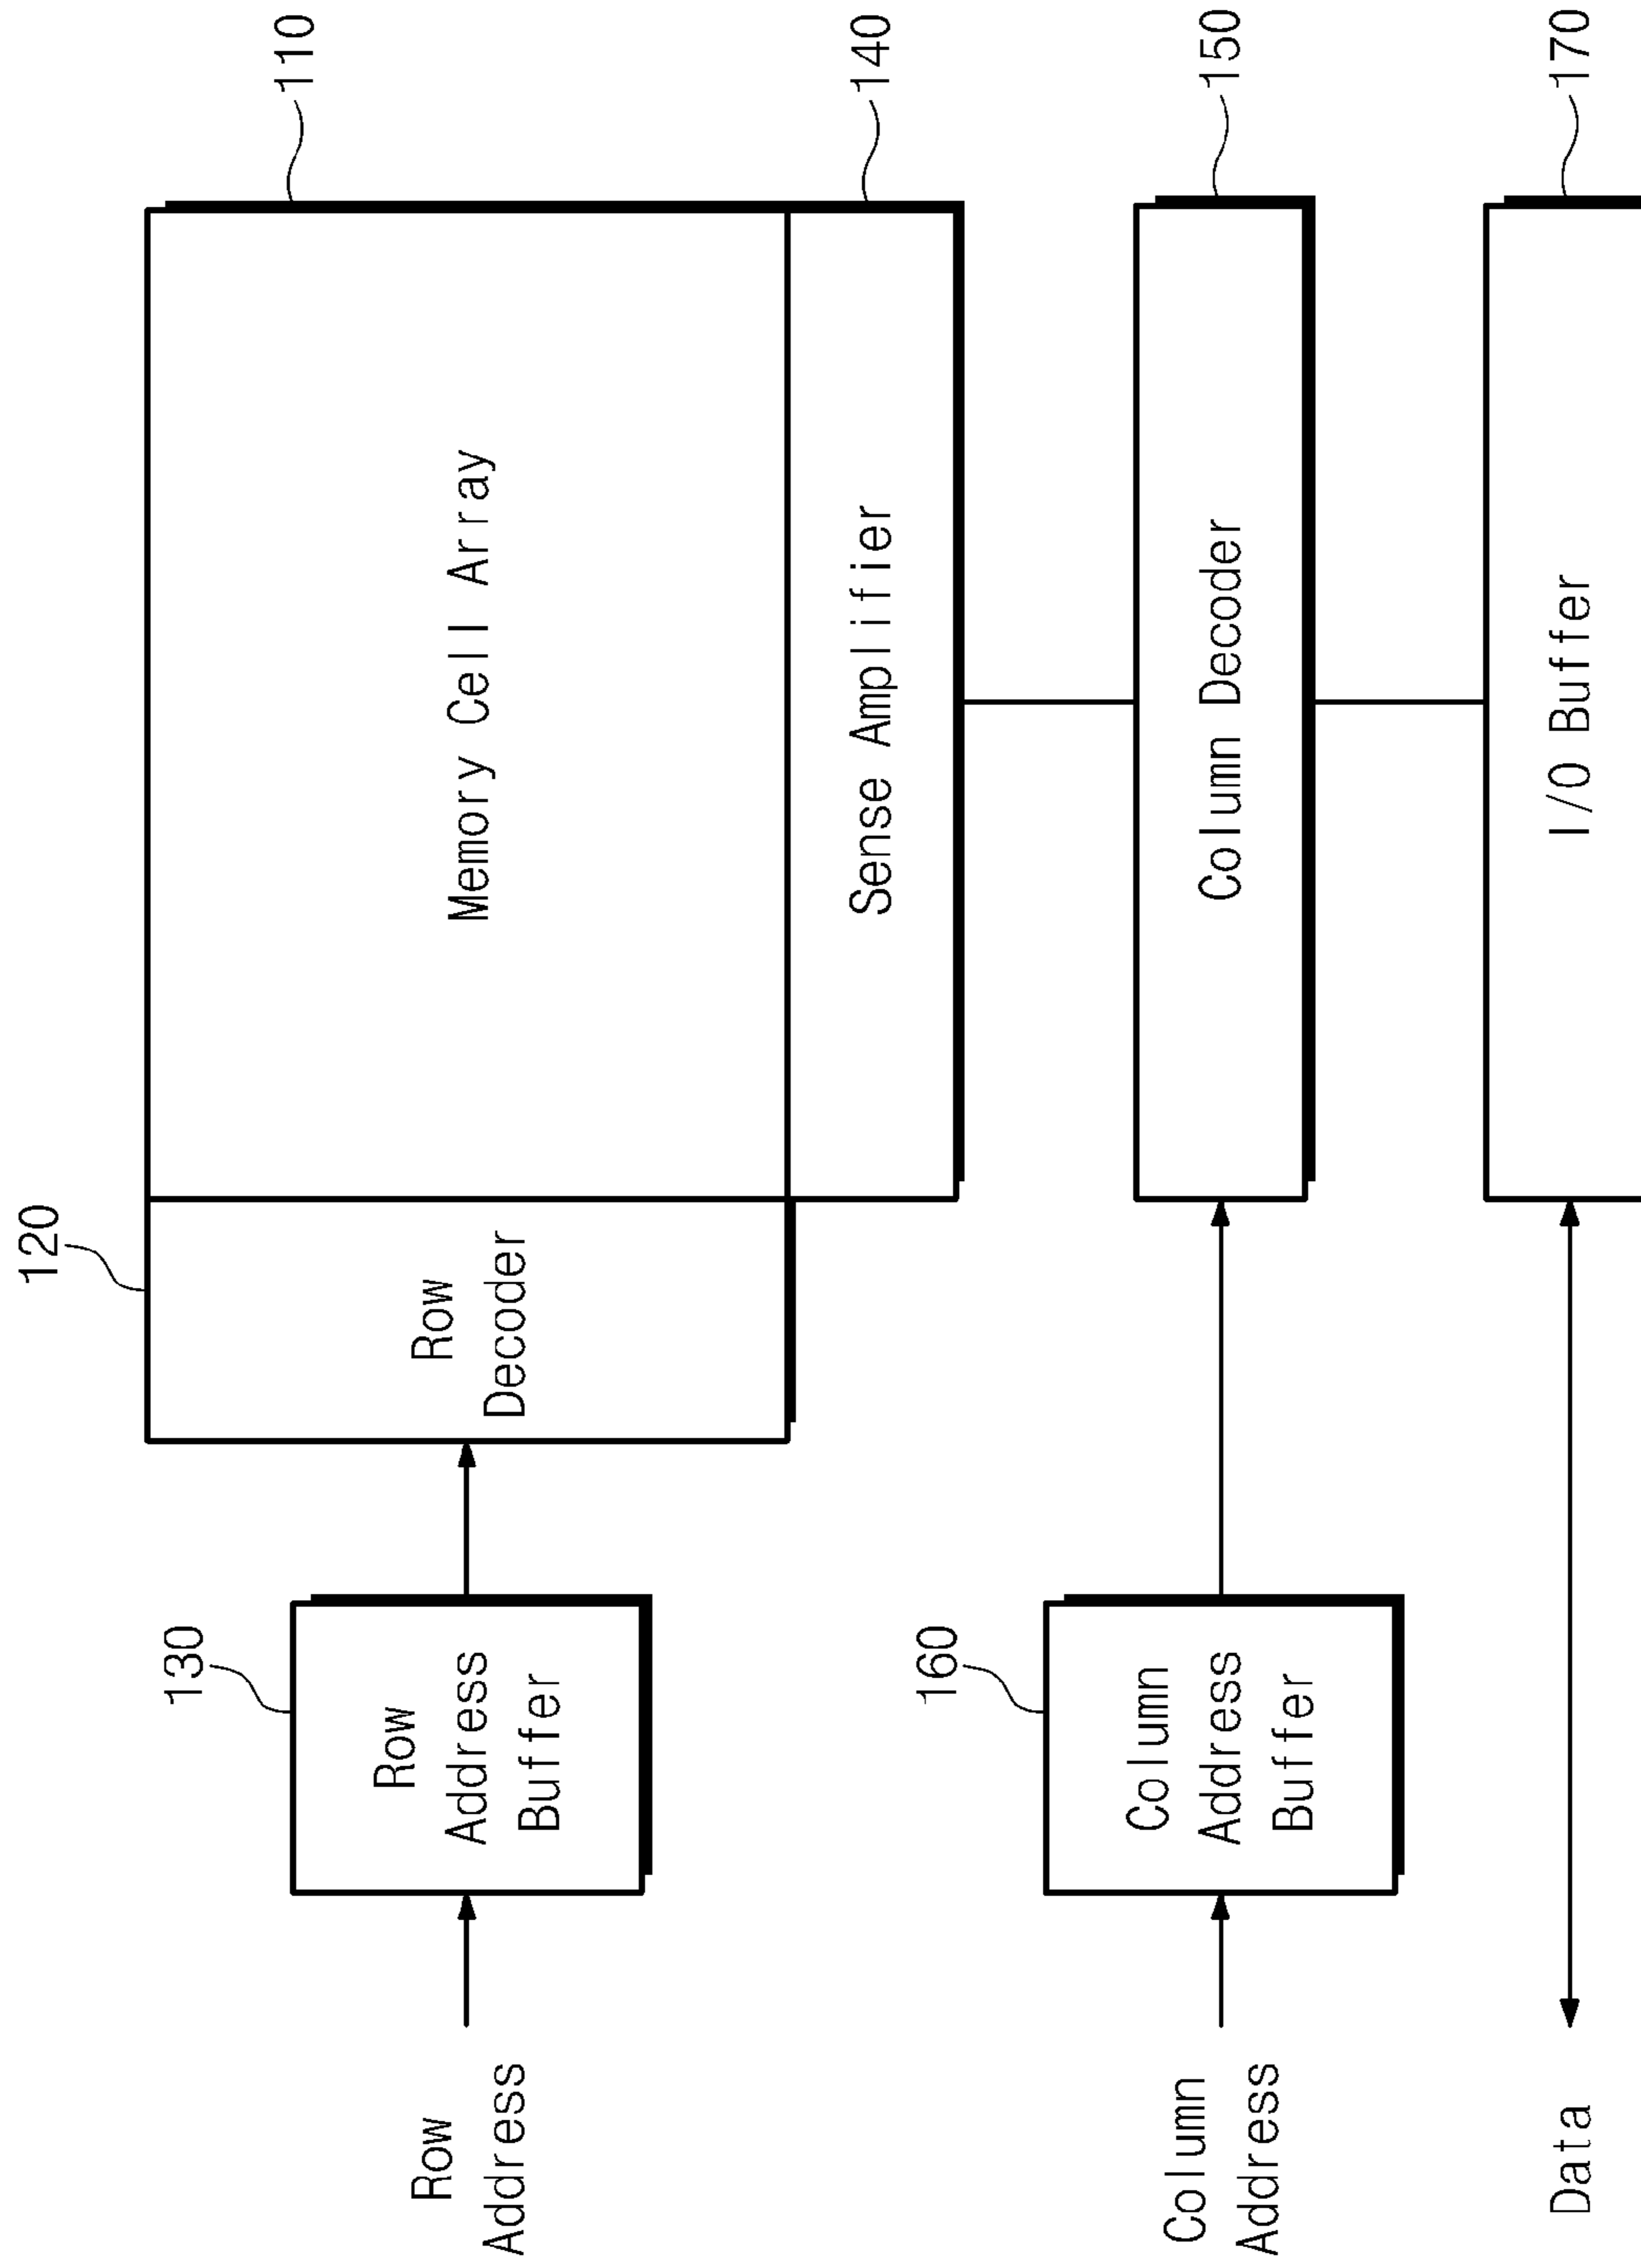 110
Memory Cell Array
120
Row
Decoder
130
Row
Address
Buffer
Row
Address
140
Sense Amplifier
150
Column Decoder
160
Column
Address
Buffer
Column
Address
170
I/O Buffer
Data